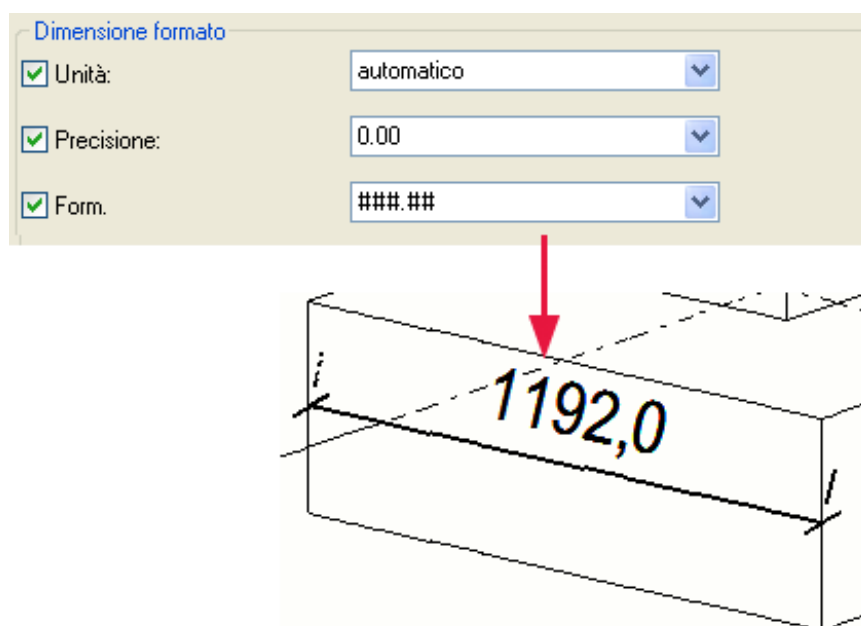 Dimensione formato
Unità: automatico
Precisione: 0.00
Form. ###.##
1192,0